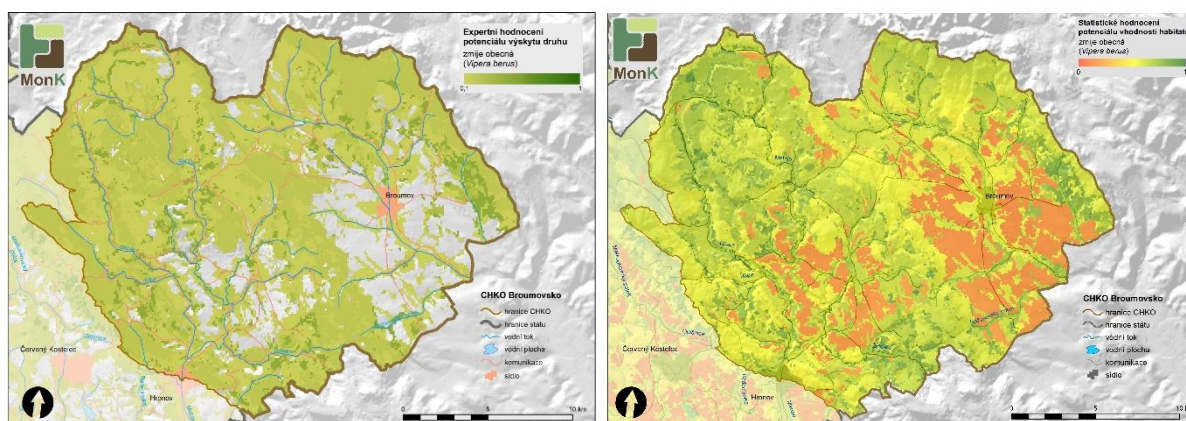 MonK
Expertní hodnocení
potenciálu výskytu druhu
zmije obecná
(Vipera berus)
0,1
1
Broumov
CHKO Broumovsko
hranice CHKO
hranice státu
vodní tok
vodní plocha
komunikace
sídlo
Červený Kostelec
Hronov
0
5
10 km
MonK
Statistické hodnocení
potenciálu vhodnosti habitatu
zmije obecná
(Vipera berus)
0
1
Broumov
CHKO Broumovsko
hranice CHKO
hranice státu
vodní tok
vodní plocha
komunikace
sídlo
Červený Kostelec
Hronov
0
5